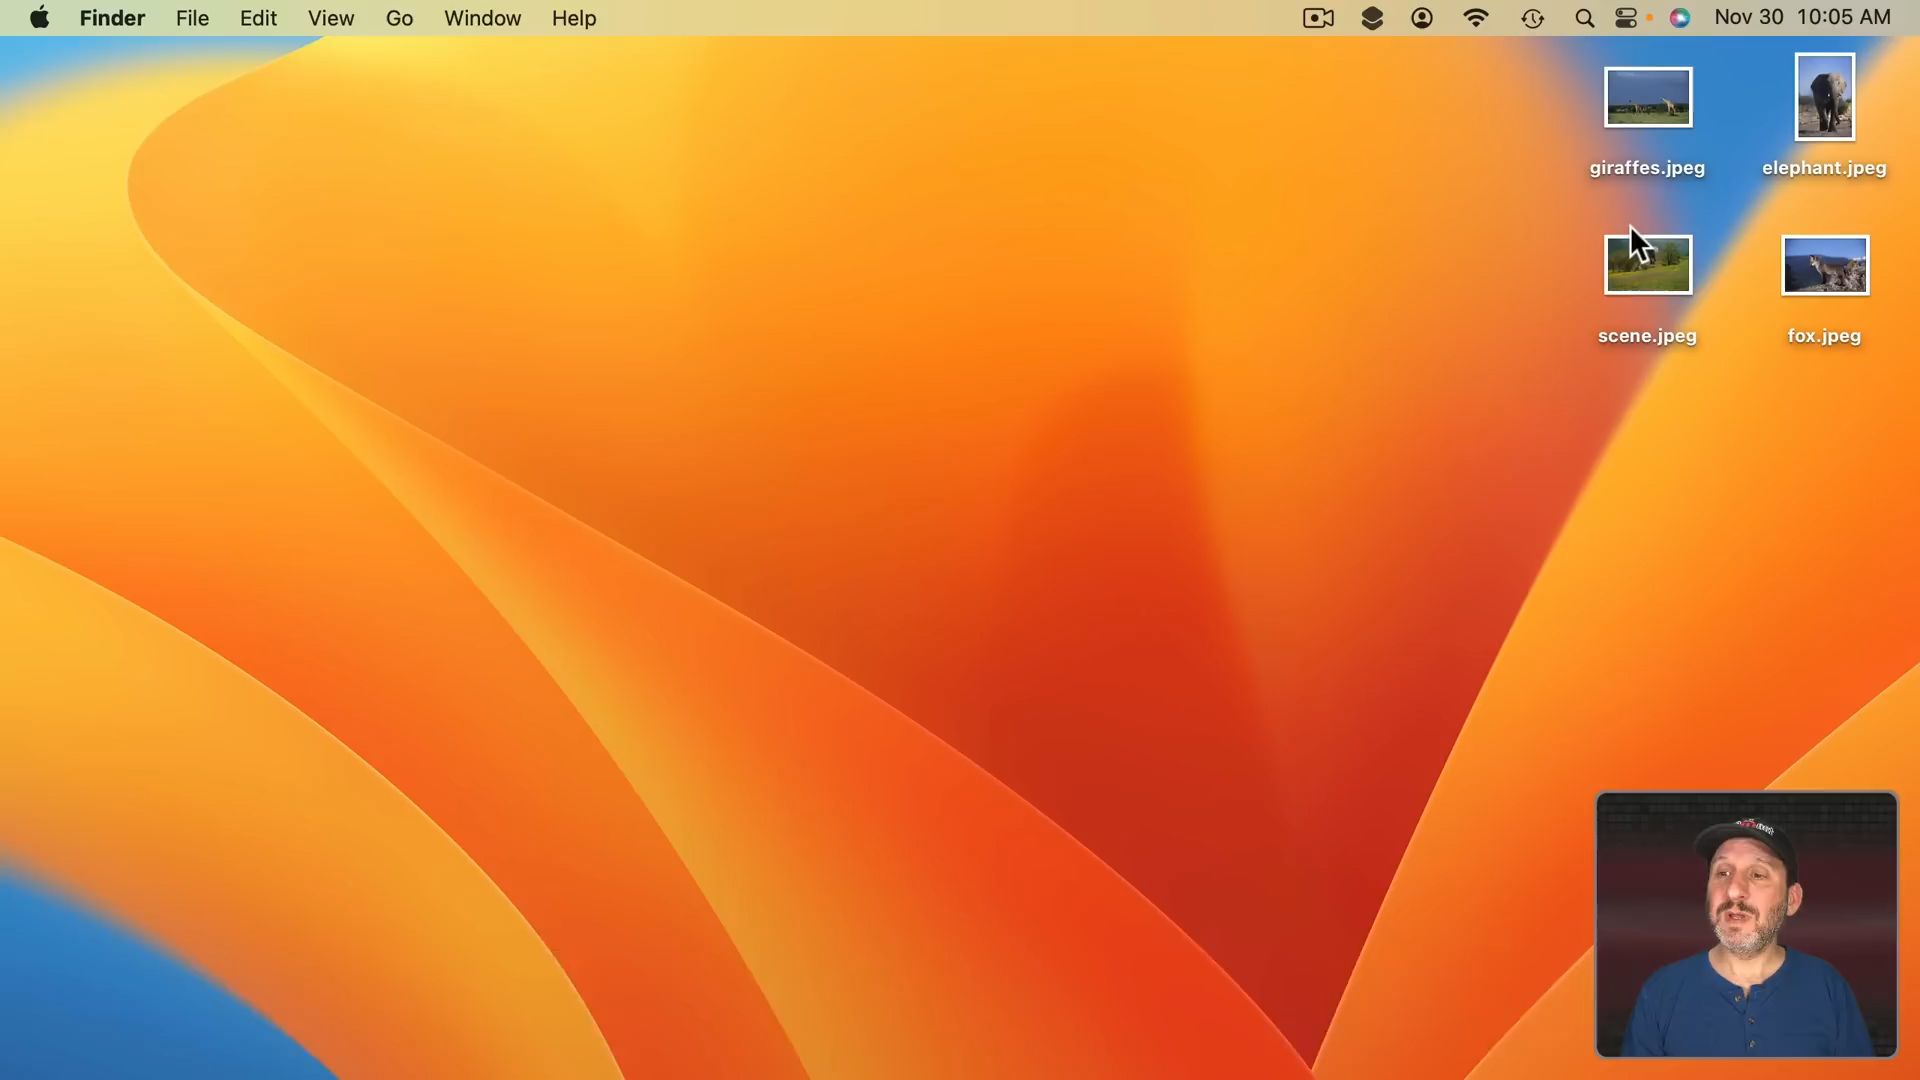 Finder File Edit View Go Window Help Nov 30 10:05 AM
giraffes.jpeg elephant.jpeg
scene.jpeg fox.jpeg